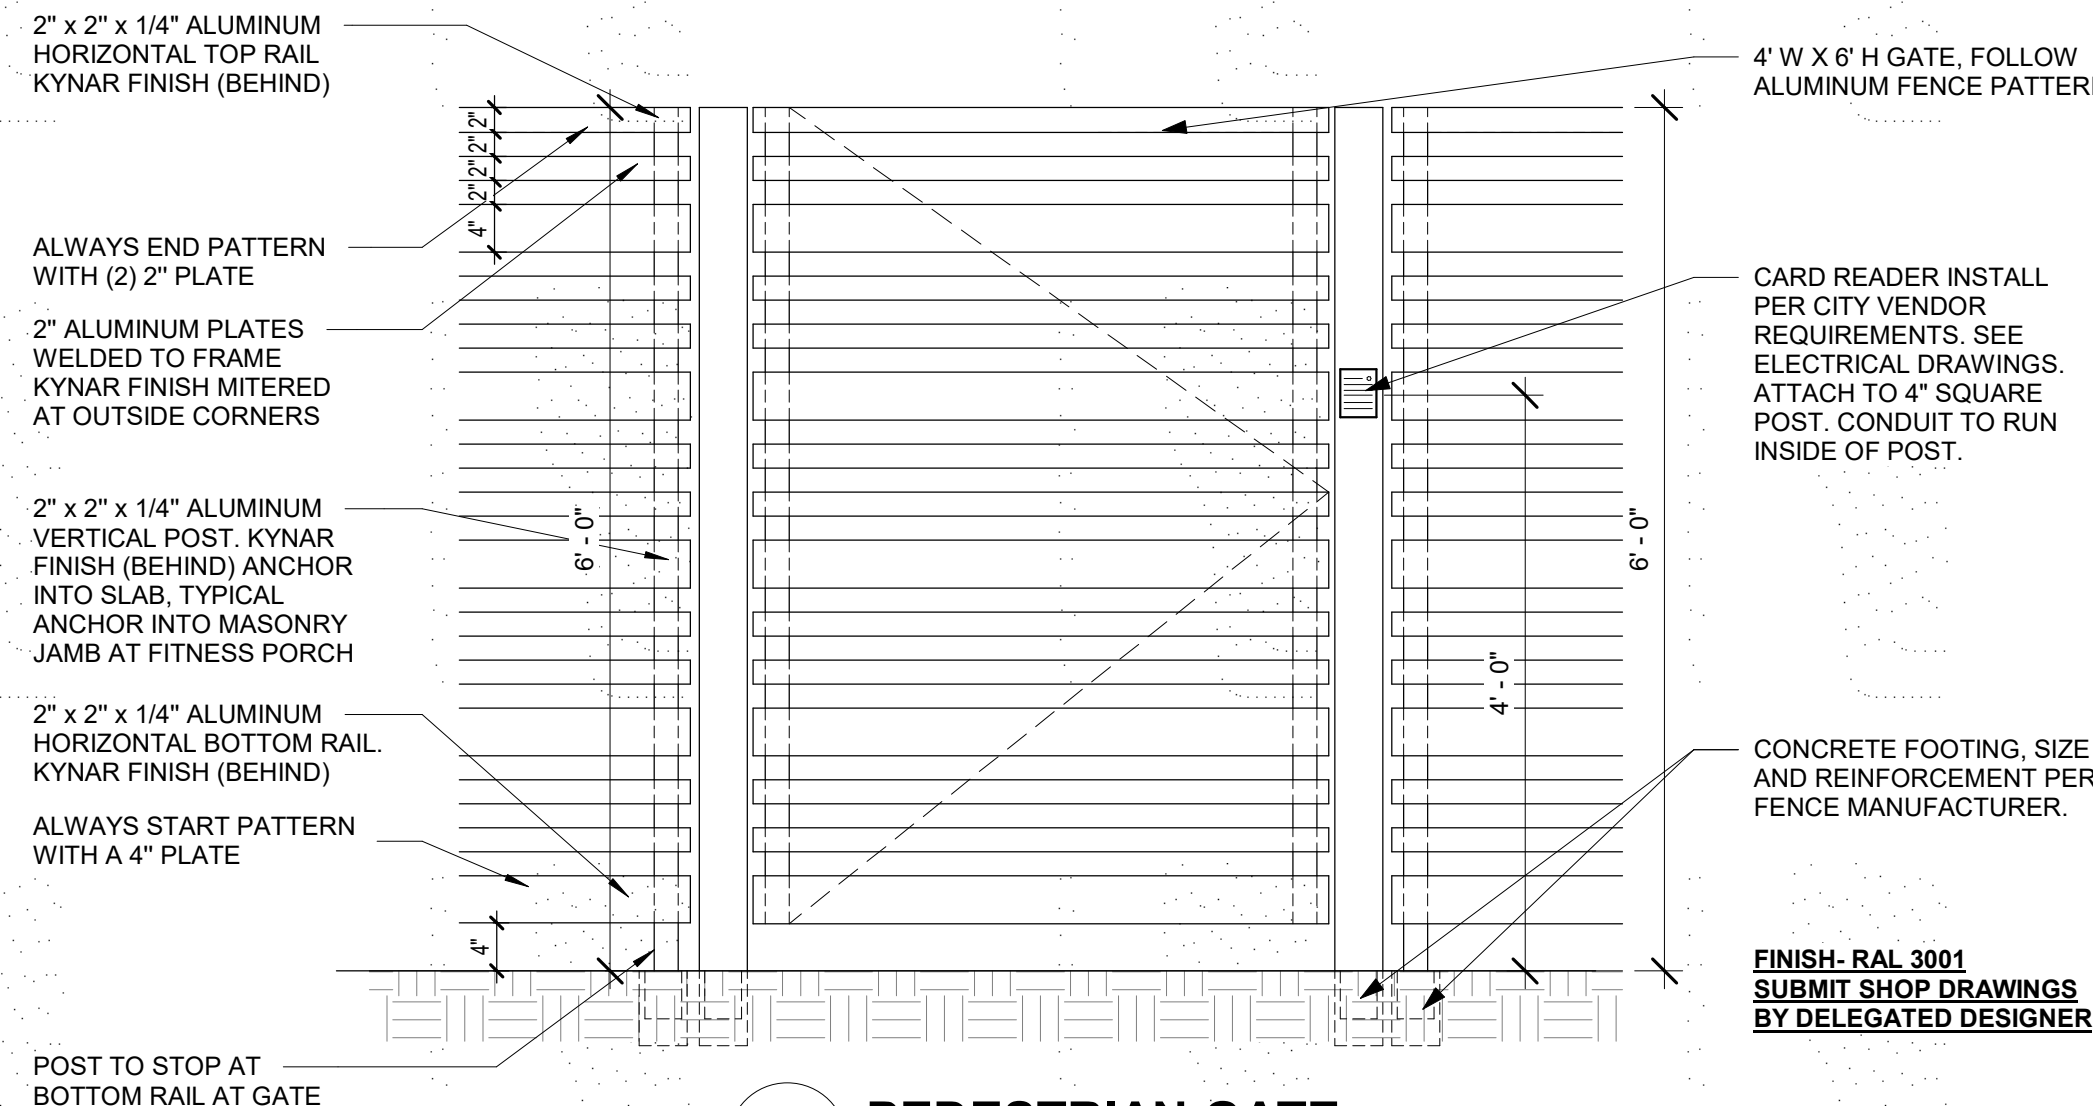 2" x 2" x 1/4" ALUMINUM
HORIZONTAL TOP RAIL
KYNAR FINISH (BEHIND)
ALWAYS END PATTERN
WITH (2) 2" PLATE
2" ALUMINUM PLATES
WELDED TO FRAME
KYNAR FINISH MITERED
AT OUTSIDE CORNERS
2" x 2" x 1/4" ALUMINUM
VERTICAL POST. KYNAR
FINISH (BEHIND) ANCHOR
INTO SLAB, TYPICAL
ANCHOR INTO MASONRY
JAMB AT FITNESS PORCH
2" x 2" x 1/4" ALUMINUM
HORIZONTAL BOTTOM RAIL.
KYNAR FINISH (BEHIND)
ALWAYS START PATTERN
WITH A 4" PLATE
POST TO STOP AT
BOTTOM RAIL AT GATE
2"
2"
2"
2"
4"
4"
6' - 0"
4' - 0"
6' - 0"
4' W X 6' H GATE, FOLLOW
ALUMINUM FENCE PATTERN
CARD READER INSTALL
PER CITY VENDOR
REQUIREMENTS. SEE
ELECTRICAL DRAWINGS.
ATTACH TO 4" SQUARE
POST. CONDUIT TO RUN
INSIDE OF POST.
CONCRETE FOOTING, SIZE
AND REINFORCEMENT PER
FENCE MANUFACTURER.
FINISH- RAL 3001
SUBMIT SHOP DRAWINGS
BY DELEGATED DESIGNER
PEDESTRIAN GATE